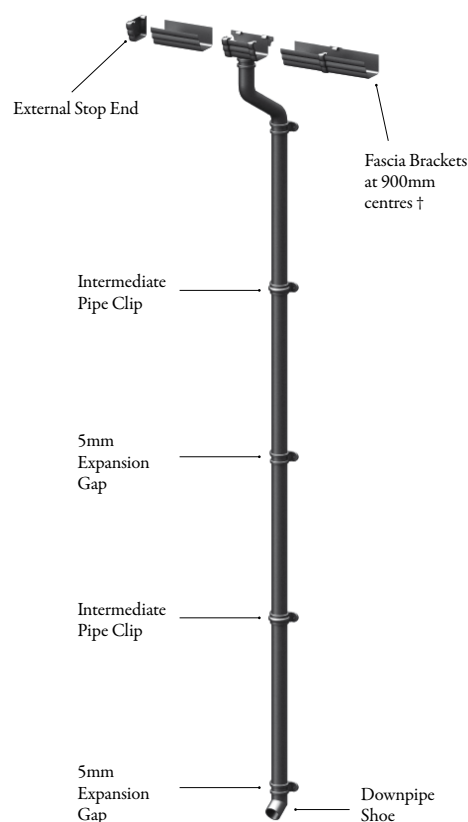 External Stop End
Fascia Brackets
at 900mm
centres †
Intermediate
Pipe Clip
5mm
Expansion
Gap
Intermediate
Pipe Clip
5mm
Expansion
Gap
Downpipe
Shoe